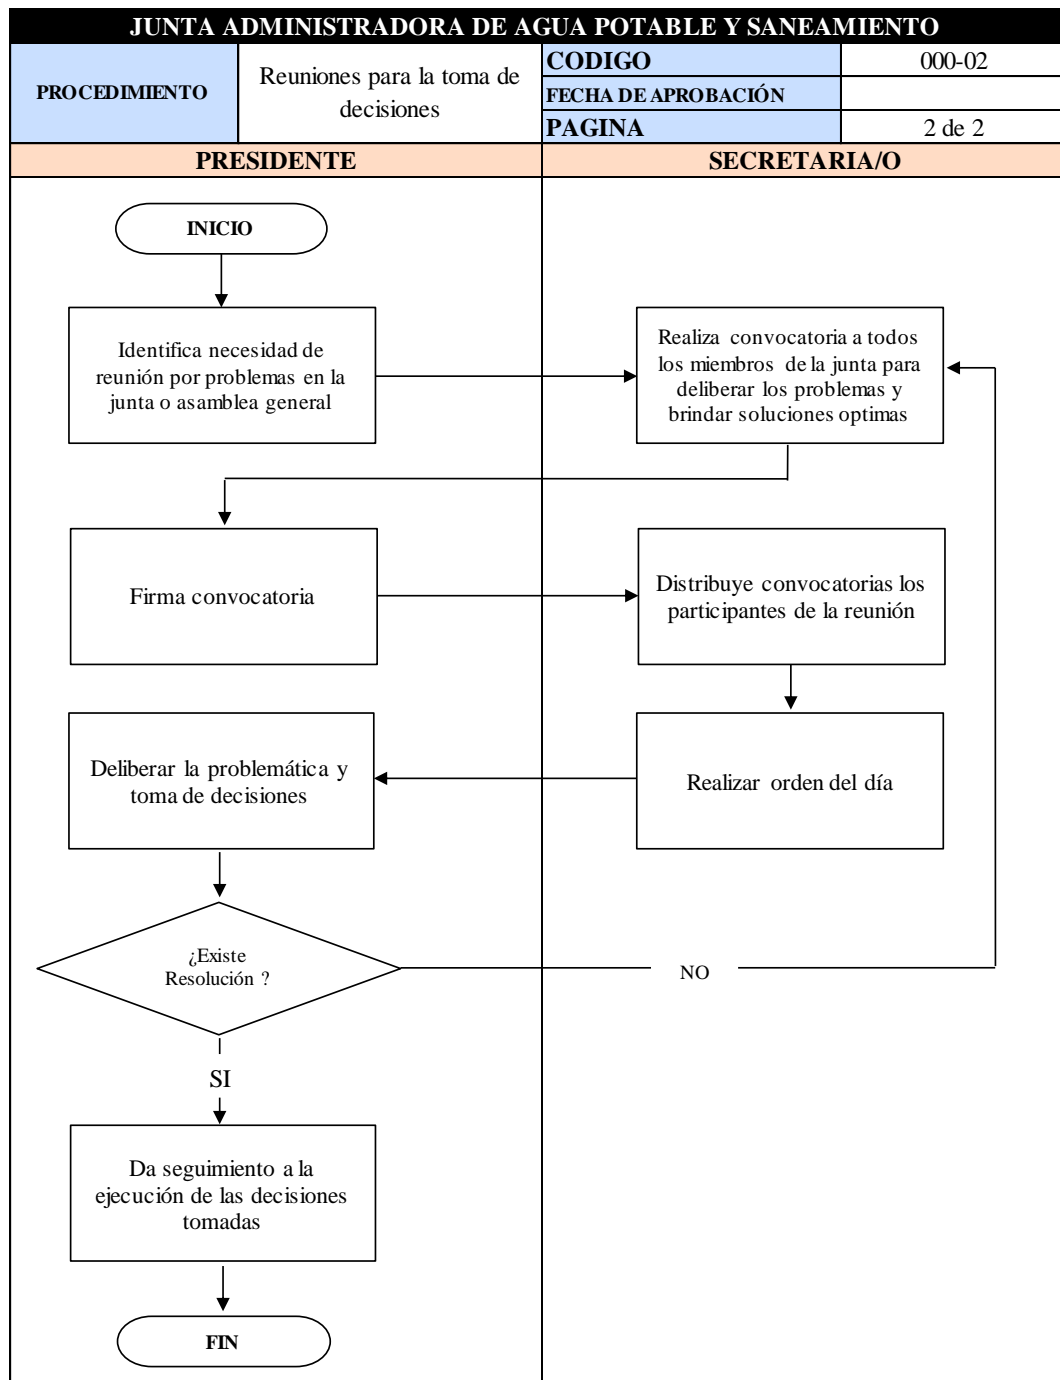 JUNTA ADMINISTRADORA DE AGUA POTABLE Y SANEAMIENTO
PROCEDIMIENTO
Reuniones para la toma de
decisiones
CODIGO
000-02
FECHA DE APROBACIÓN
PAGINA
2 de 2
PRESIDENTE
SECRETARIA/O
INICIO
Identifica necesidad de
reunión por problemas en la
junta o asamblea general
Realiza convocatoria a todos
los miembros de la junta para
deliberar los problemas y
brindar soluciones optimas
Firma convocatoria
Distribuye convocatorias los
participantes de la reunión
Deliberar la problemática y
toma de decisiones
Realizar orden del día
¿Existe
Resolución ?
NO
SI
Da seguimiento a la
ejecución de las decisiones
tomadas
FIN